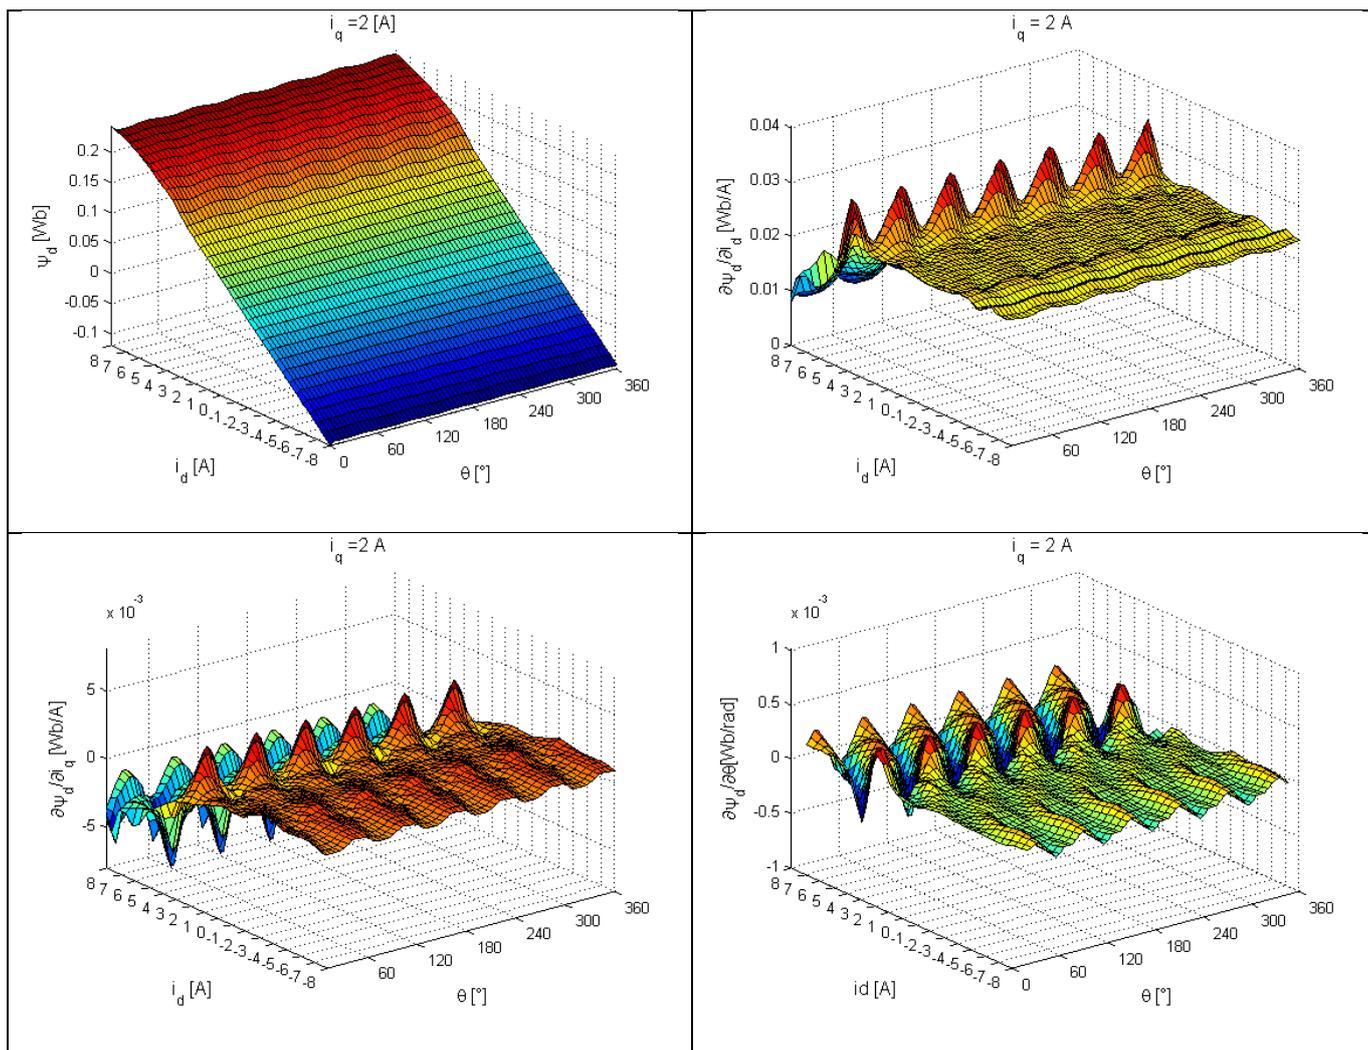 i_q =2 [A]
ψ_d [Wb]
0.2
0.15
0.1
0.05
0
-0.05
-0.1
8 7 6 5 4 3 2 1 0 -1 -2 -3 -4 -5 -6 -7 -8
i_d [A]
0 60 120 180 240 300 360
θ [°]
i_q = 2 A
∂ψ_d/∂i_d [Wb/A]
0.04
0.03
0.02
0.01
0
8 7 6 5 4 3 2 1 0 -1 -2 -3 -4 -5 -6 -7 -8
i_d [A]
60 120 180 240 300 360
θ [°]
i_q =2 A
x 10^-3
∂ψ_d/∂i_q [Wb/A]
5
0
-5
8 7 6 5 4 3 2 1 0 -1 -2 -3 -4 -5 -6 -7 -8
i_d [A]
60 120 180 240 300 360
θ [°]
i_q = 2 A
x 10^-3
∂ψ_d/∂θ[Wb/rad]
1
0.5
0
-0.5
-1
8 7 6 5 4 3 2 1 0 -1 -2 -3 -4 -5 -6 -7 -8
id [A]
0 60 120 180 240 300 360
θ [°]